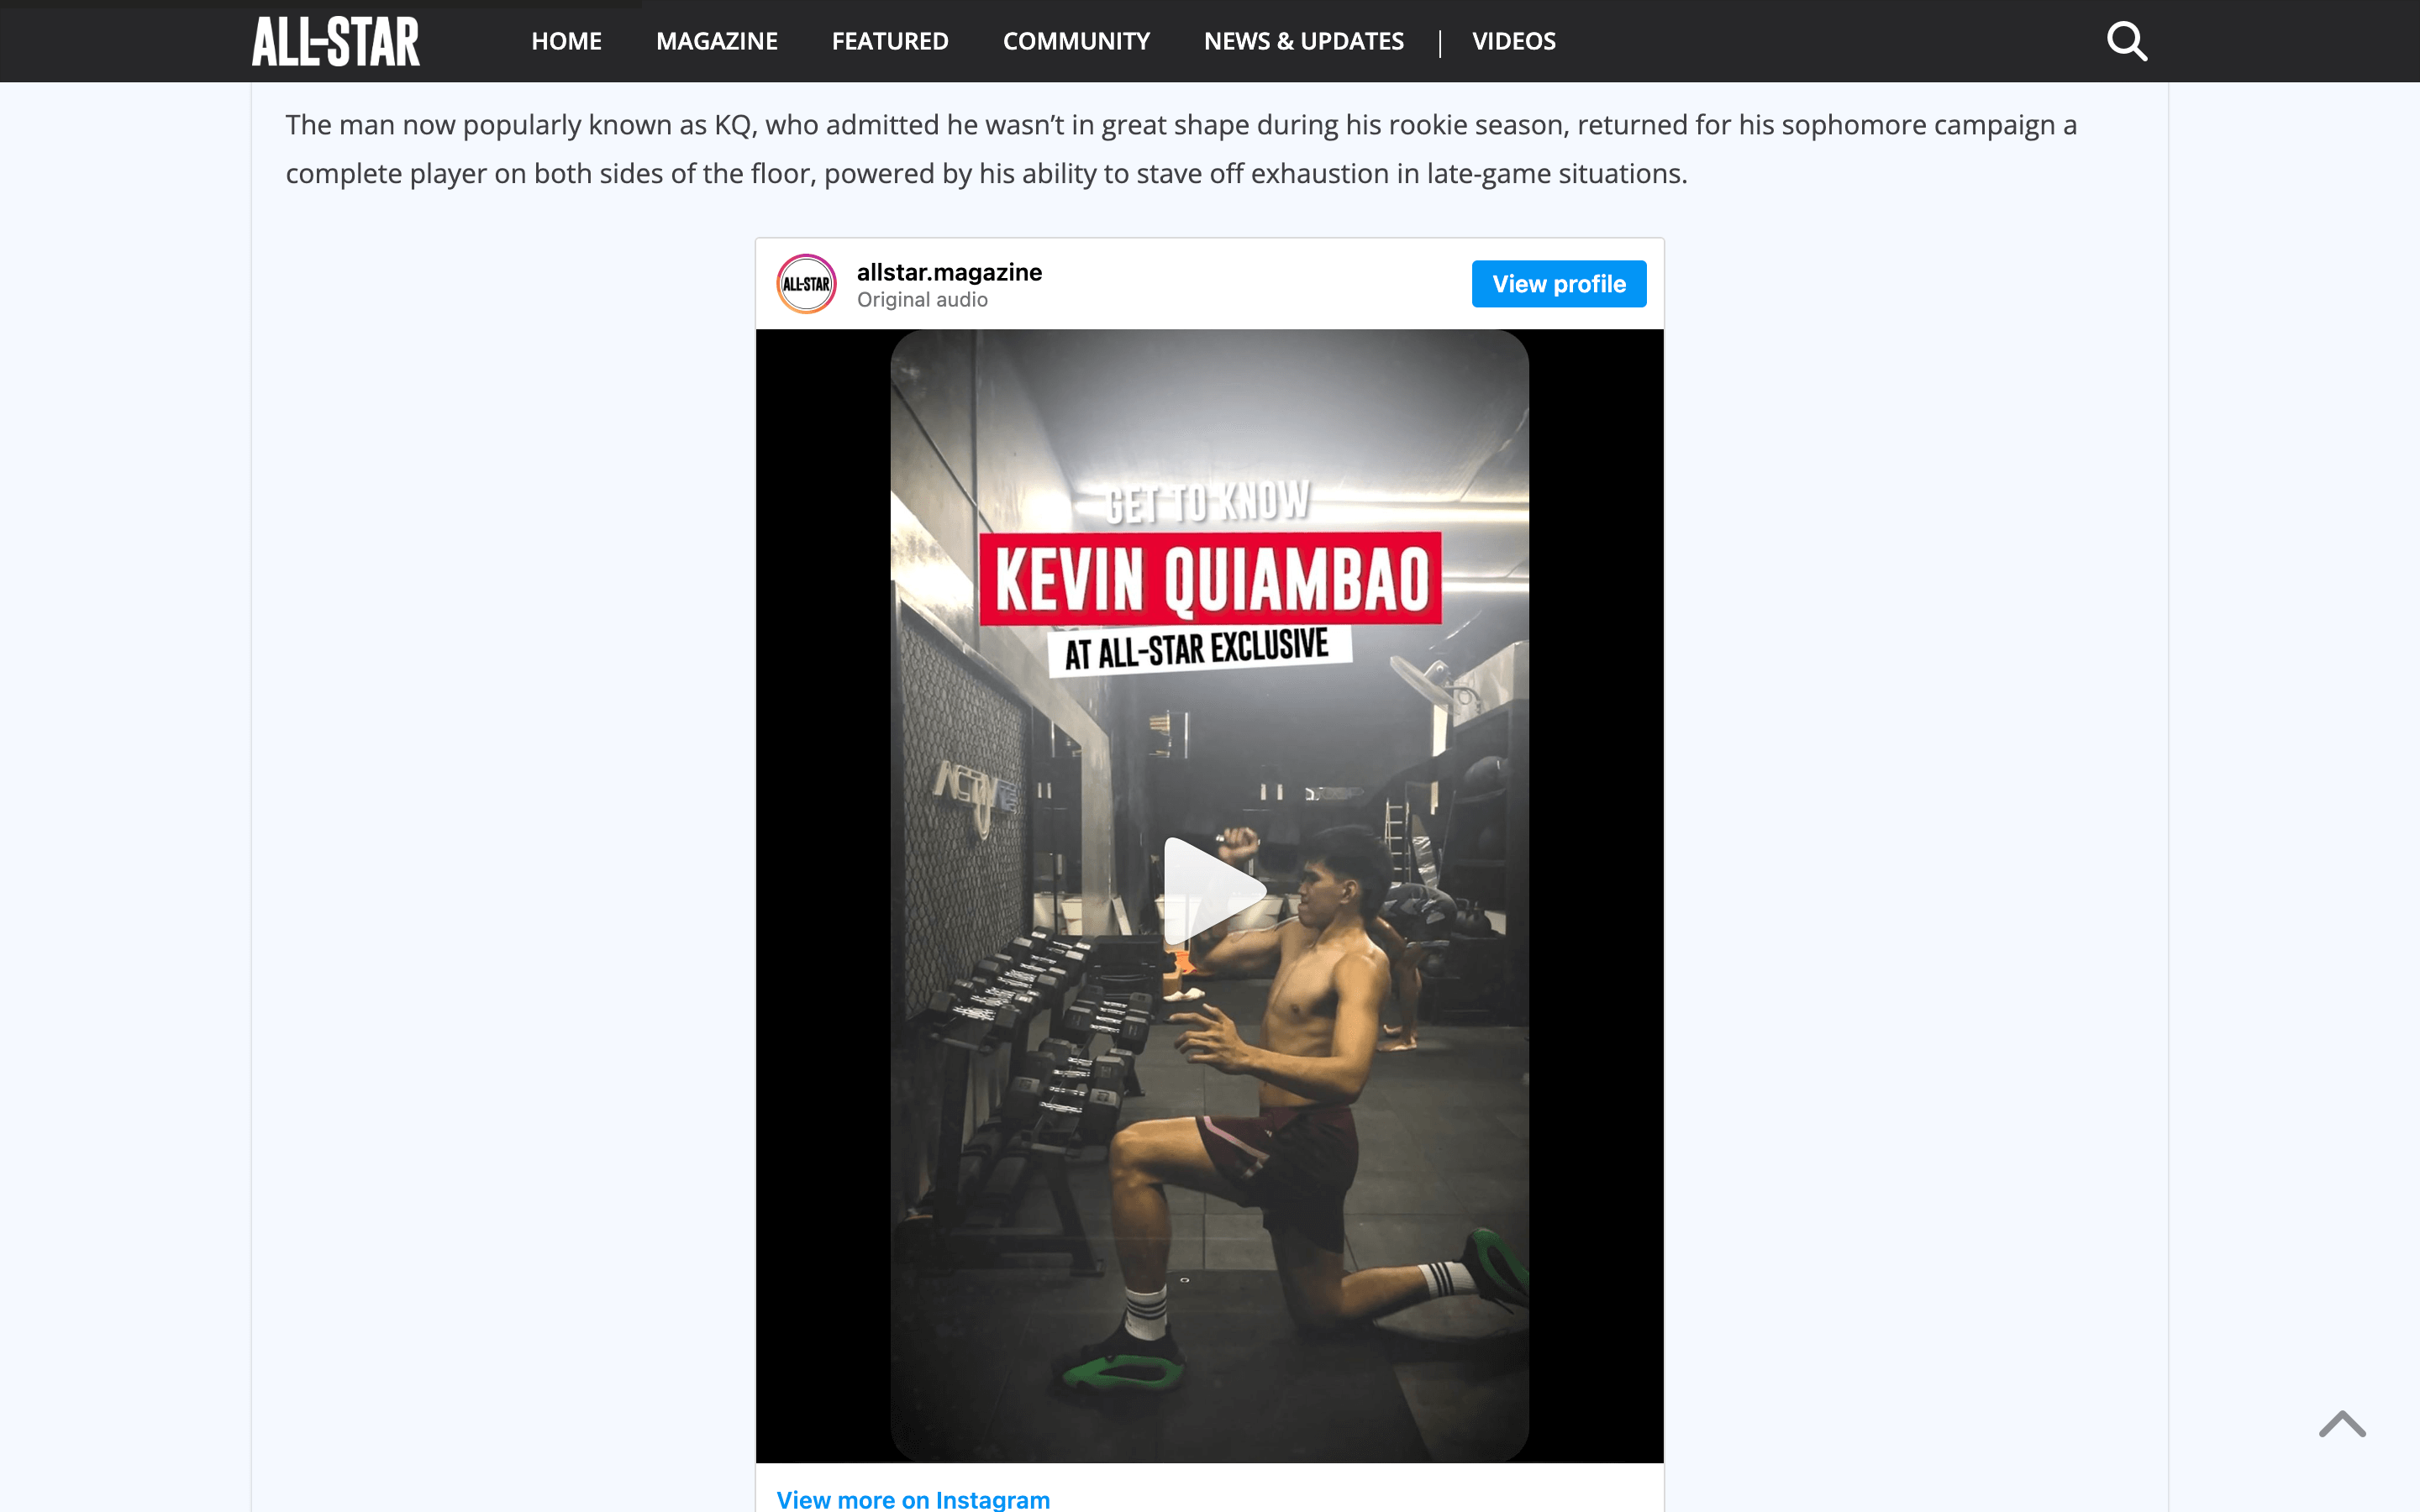 ALL-STAR
HOME MAGAZINE FEATURED COMMUNITY NEWS & UPDATES | VIDEOS
The man now popularly known as KQ, who admitted he wasn’t in great shape during his rookie season, returned for his sophomore campaign a
complete player on both sides of the floor, powered by his ability to stave off exhaustion in late-game situations.
ALL-STAR
allstar.magazine
Original audio
View profile
GET TO KNOW
KEVIN QUIAMBAO
AT ALL-STAR EXCLUSIVE
View more on Instagram